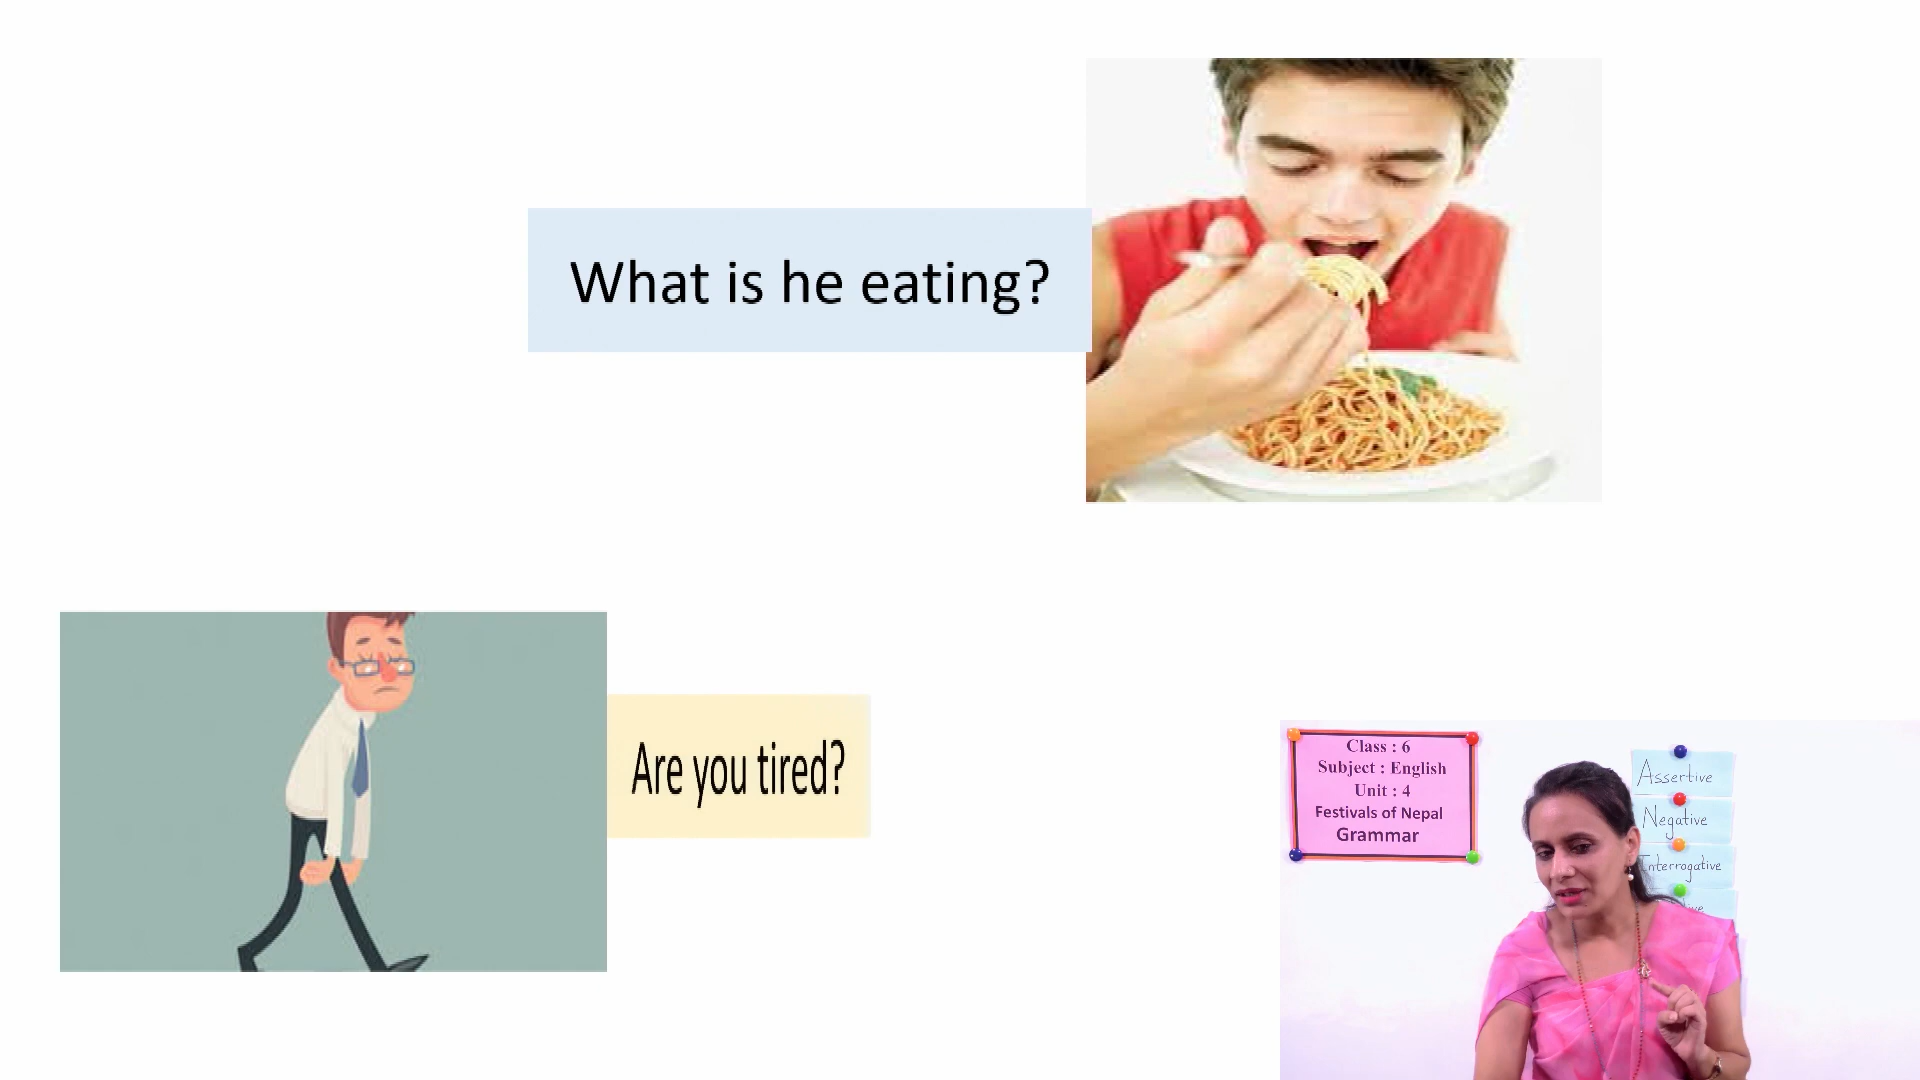 What is he eating?
Are you tired?
Class : 6
Subject : English
Unit : 4
Festivals of Nepal
Grammar
Assertive
Negative
Interrogative